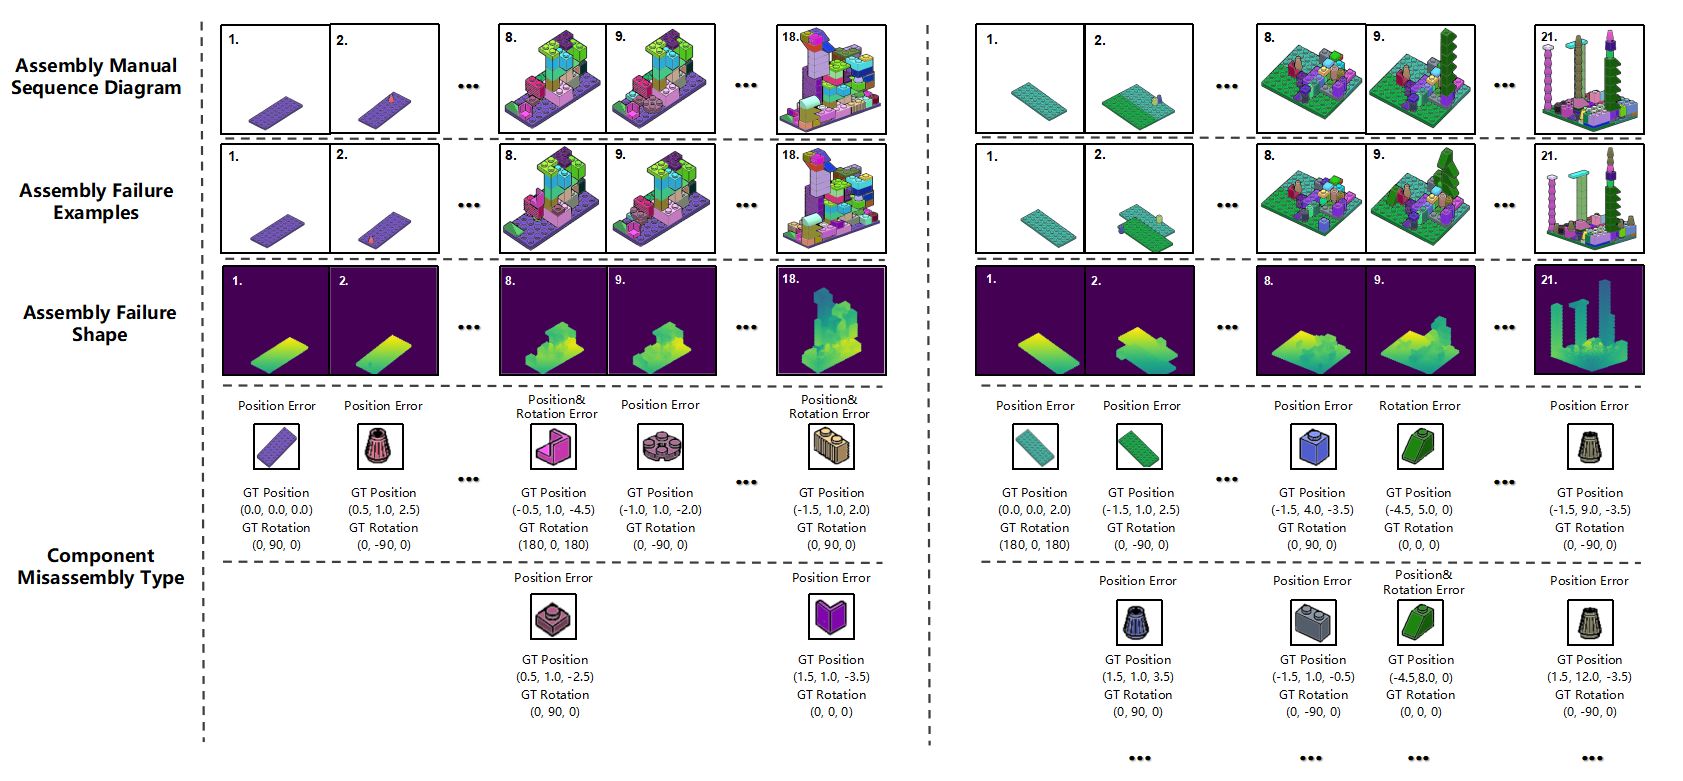 Assembly Manual
Sequence Diagram
1.
2.
...
8.
9.
...
18.
1.
2.
...
8.
9.
...
21.
Assembly Failure
Examples
1.
2.
...
8.
9.
...
18.
1.
2.
...
8.
9.
...
21.
Assembly Failure
Shape
1.
2.
...
8.
9.
...
18.
1.
2.
...
8.
9.
...
21.
Component
Misassembly Type
Position Error
GT Position
(0.0, 0.0, 0.0)
GT Rotation
(0, 90, 0)
Position Error
GT Position
(0.5, 1.0, 2.5)
GT Rotation
(0, -90, 0)
...
Position&
Rotation Error
GT Position
(-0.5, 1.0, -4.5)
GT Rotation
(180, 0, 180)
Position Error
GT Position
(-1.0, 1.0, -2.0)
GT Rotation
(0, -90, 0)
...
Position&
Rotation Error
GT Position
(-1.5, 1.0, 2.0)
GT Rotation
(0, 90, 0)
Position Error
GT Position
(0.5, 1.0, -2.5)
GT Rotation
(0, 90, 0)
Position Error
GT Position
(1.5, 1.0, -3.5)
GT Rotation
(0, 0, 0)
Position Error
GT Position
(0.0, 0.0, 2.0)
GT Rotation
(180, 0, 180)
Position Error
GT Position
(-1.5, 1.0, 2.5)
GT Rotation
(0, -90, 0)
...
Position Error
GT Position
(-1.5, 4.0, -3.5)
GT Rotation
(0, 90, 0)
Rotation Error
GT Position
(-4.5, 5.0, 0)
GT Rotation
(0, 0, 0)
...
Position Error
GT Position
(-1.5, 9.0, -3.5)
GT Rotation
(0, -90, 0)
Position Error
GT Position
(1.5, 1.0, 3.5)
GT Rotation
(0, 90, 0)
Position Error
GT Position
(-1.5, 1.0, -0.5)
GT Rotation
(0, -90, 0)
Position&
Rotation Error
GT Position
(-4.5,8.0, 0)
GT Rotation
(0, 0, 0)
Position Error
GT Position
(1.5, 12.0, -3.5)
GT Rotation
(0, -90, 0)
...
...
...
...